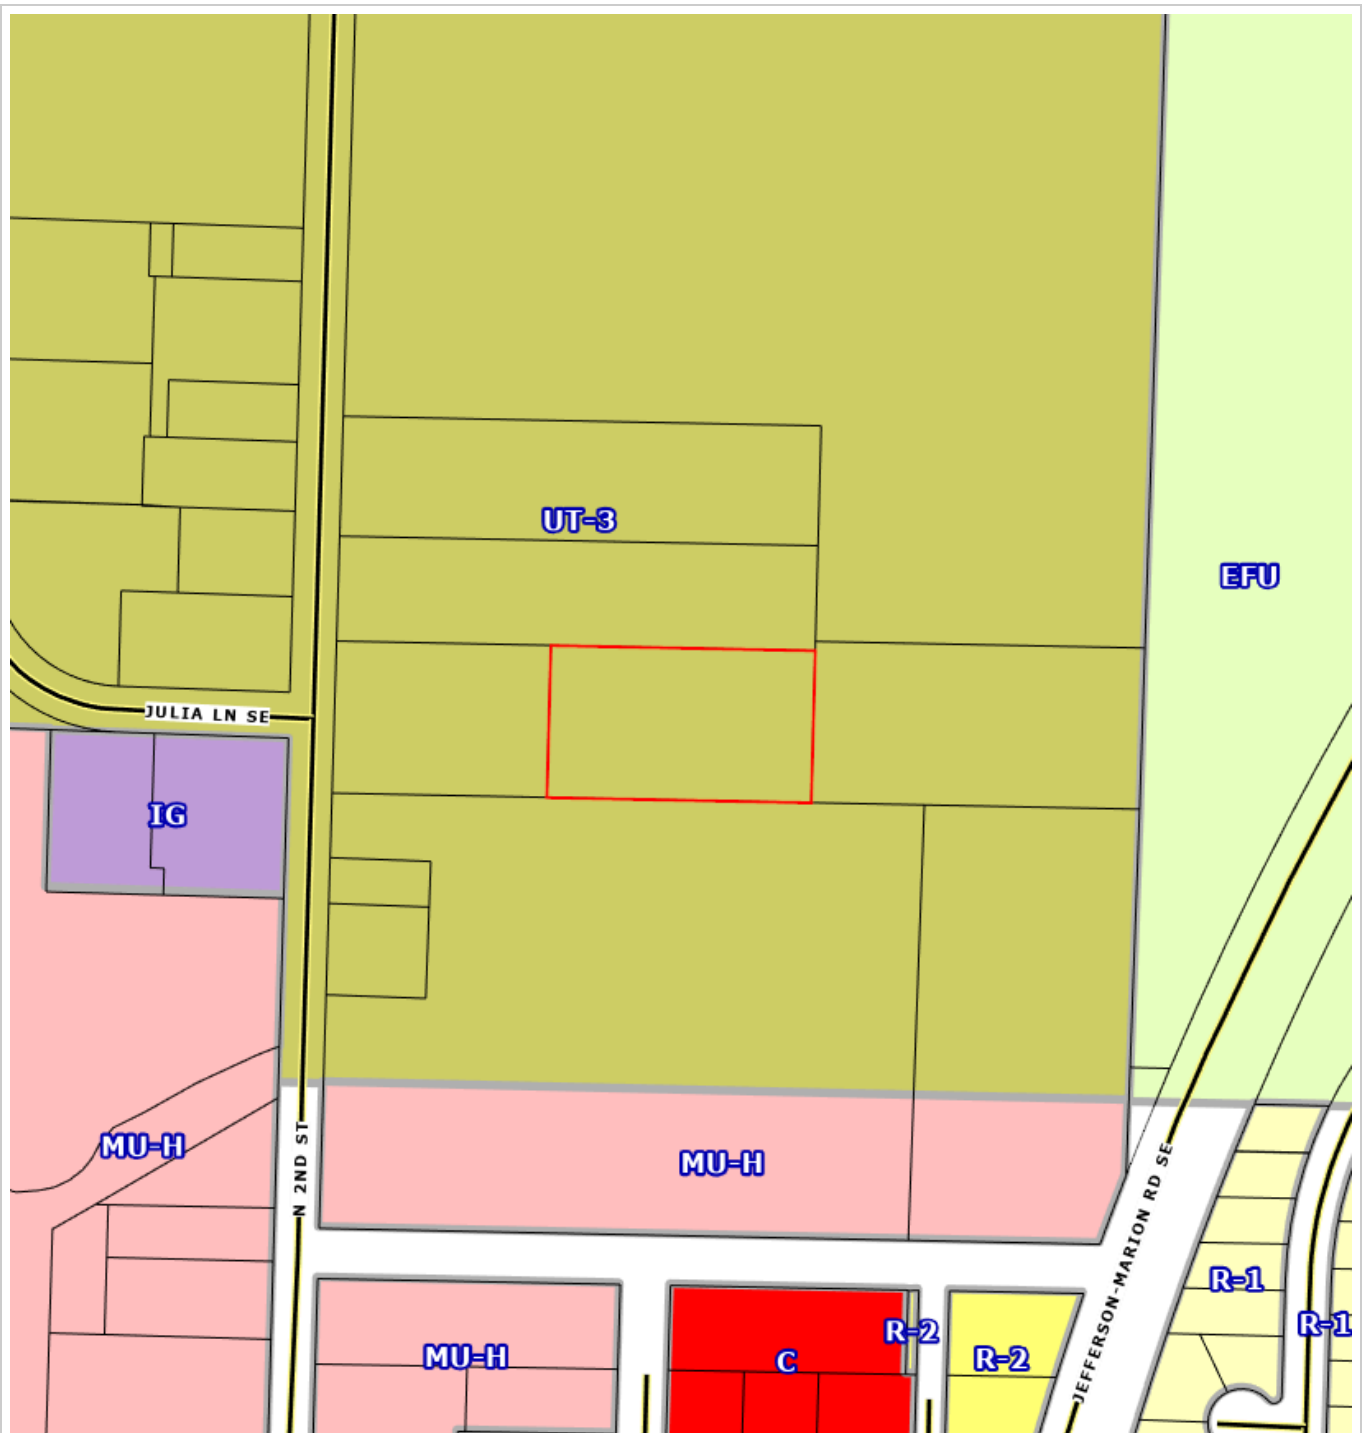 UT-3
EFU
JULIA LN SE
IG
MU-H
MU-H
N 2ND ST
JEFFERSON-MARION RD SE
R-1
R-1
R-2
MU-H
C
R-2